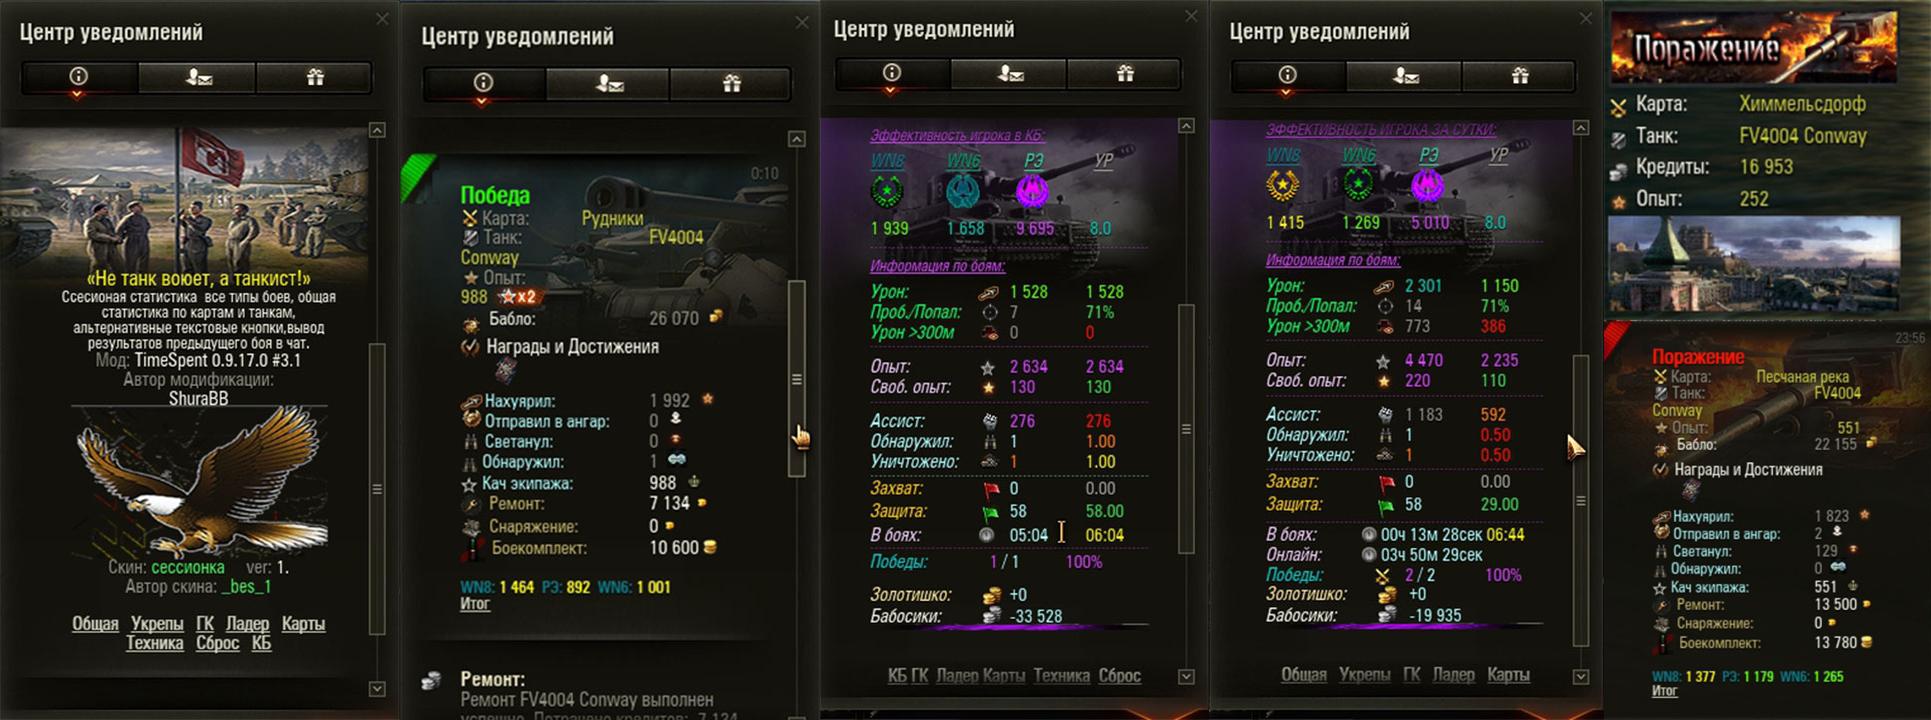 Центр уведомлений
«Не танк воюет, а танкист!»
Ссесионая статистика все типы боев, общая
статистика по картам и танкам,
альтернативные текстовые кнопки,вывод
результатов предыдущего боя в чат.
Мод: TimeSpent 0.9.17.0 #3.1
Автор модификации:
ShuraBB
Скин: сессионка ver: 1.
Автор скина: _bes_1
Общая Укрепы ГК Ладер Карты
Техника Сброс КБ
Центр уведомлений
0:10
Победа
Карта: Рудники
Танк: FV4004
Conway
Опыт:
988 x2
Бабло: 26 070
Награды и Достижения
Нахуярил: 1 992
Отправил в ангар: 0
Светанул: 0
Обнаружил: 1
Кач экипажа: 988
Ремонт: 7 134
Снаряжение: 0
Боекомплект: 10 600
WN8: 1 464 РЭ: 892 WN6: 1 001
Итог
Ремонт:
Ремонт FV4004 Conway выполнен
успешно. Потрачено кредитов: 7 134
Центр уведомлений
Эффективность игрока в КБ:
WN8 WN6 РЭ УР
1 939 1.658 9 695 8.0
Информация по боям:
Урон: 1 528 1 528
Проб./Попал: 7 71%
Урон >300м 0 0
Опыт: 2 634 2 634
Своб. опыт: 130 130
Ассист: 276 276
Обнаружил: 1 1.00
Уничтожено: 1 1.00
Захват: 0 0.00
Защита: 58 58.00
В боях: 05:04 06:04
Победы: 1 / 1 100%
Золотишко: +0
Бабосики: -33 528
КБ ГК Ладер Карты Техника Сброс
Центр уведомлений
ЭФФЕКТИВНОСТЬ ИГРОКА ЗА СУТКИ:
WN8 WN6 РЭ УР
1 415 1.269 5 010 8.0
Информация по боям:
Урон: 2 301 1 150
Проб./Попал: 14 71%
Урон >300м 773 386
Опыт: 4 470 2 235
Своб. опыт: 220 110
Ассист: 1 183 592
Обнаружил: 1 0.50
Уничтожено: 1 0.50
Захват: 0 0.00
Защита: 58 29.00
В боях: 00ч 13м 28сек 06:44
Онлайн: 03ч 50м 29сек
Победы: 2 / 2 100%
Золотишко: +0
Бабосики: -19 935
Общая Укрепы ГК Ладер Карты
Поражение
Карта: Химмельсдорф
Танк: FV4004 Conway
Кредиты: 16 953
Опыт: 252
23:56
Поражение
Карта: Песчаная река
Танк: FV4004
Conway
Опыт: 551
Бабло: 22 155
Награды и Достижения
Нахуярил: 1 823
Отправил в ангар: 2
Светанул: 129
Обнаружил: 0
Кач экипажа: 551
Ремонт: 13 500
Снаряжение: 0
Боекомплект: 13 780
WN8: 1 377 РЭ: 1 179 WN6: 1 265
Итог